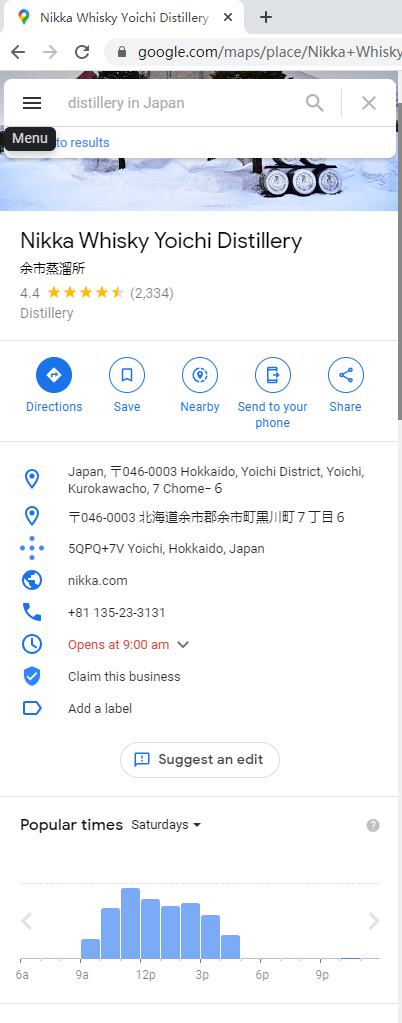 Nikka Whisky Yoichi Distillery
google.com/maps/place/Nikka+Whisky
distillery in Japan
Menu
to results
Nikka Whisky Yoichi Distillery
余市蒸溜所
4.4 (2,334)
Distillery
Directions
Save
Nearby
Send to your
phone
Share
Japan, 〒046-0003 Hokkaido, Yoichi District, Yoichi,
Kurokawacho, 7 Chome−６
〒046-0003 北海道余市郡余市町黒川町７丁目６
5QPQ+7V Yoichi, Hokkaido, Japan
nikka.com
+81 135-23-3131
Opens at 9:00 am
Claim this business
Add a label
Suggest an edit
Popular times Saturdays
6a 9a 12p 3p 6p 9p